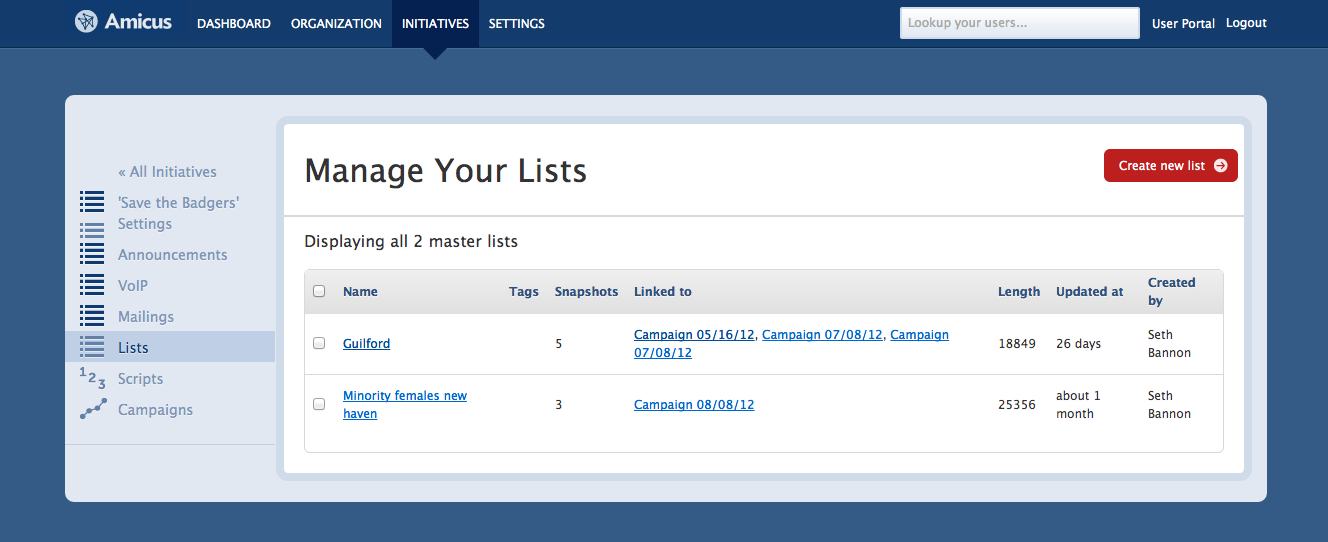 Amicus
DASHBOARD
ORGANIZATION
INITIATIVES
SETTINGS
Lookup your users...
User Portal
Logout
« All Initiatives
'Save the Badgers'
Settings
Announcements
VoIP
Mailings
Lists
1 2 3 Scripts
Campaigns
Manage Your Lists
Create new list
Displaying all 2 master lists
Name Tags Snapshots Linked to Length Updated at Created
by
Guilford 5 Campaign 05/16/12, Campaign 07/08/12, Campaign
07/08/12 18849 26 days Seth
Bannon
Minority females new
haven 3 Campaign 08/08/12 25356 about 1
month Seth
Bannon